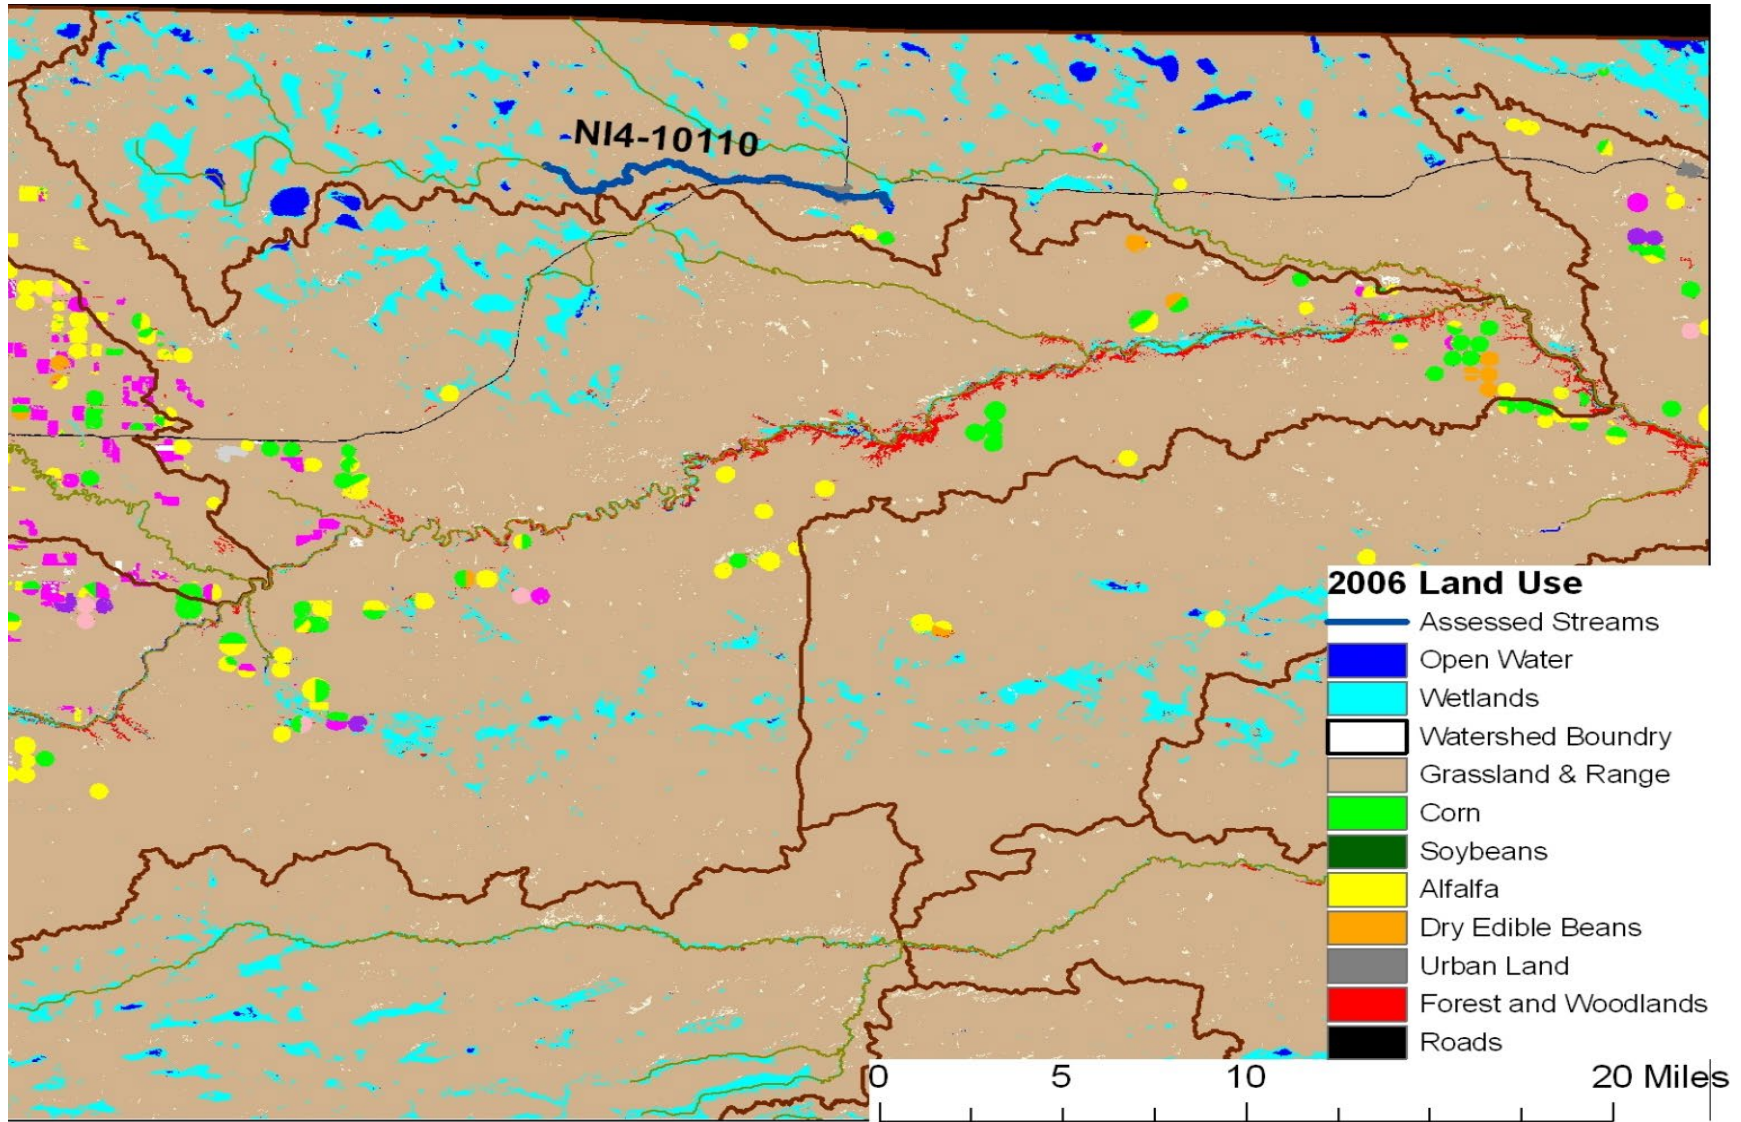 NI4-10110
2006 Land Use
Assessed Streams
Open Water
Wetlands
Watershed Boundry
Grassland & Range
Corn
Soybeans
Alfalfa
Dry Edible Beans
Urban Land
Forest and Woodlands
Roads
0 5 10 20 Miles